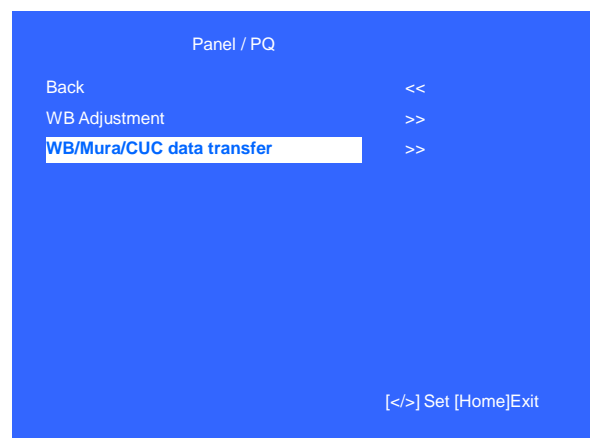 Panel / PQ
Back <<
WB Adjustment >>
WB/Mura/CUC data transfer >>
[</>] Set [Home]Exit